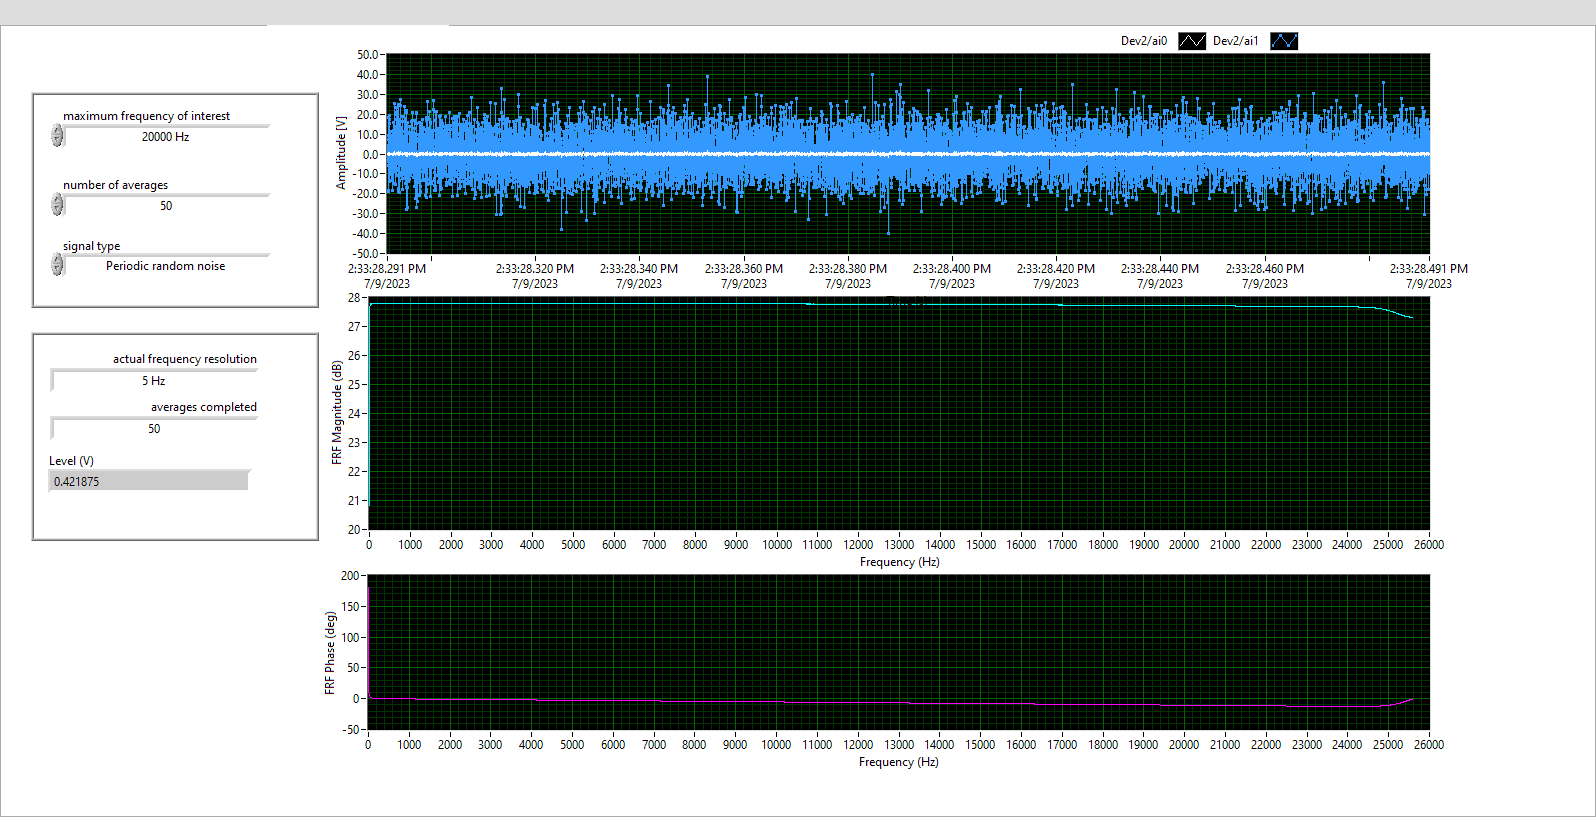 Dev2/ai0 Dev2/ai1
maximum frequency of interest
20000 Hz
number of averages
50
signal type
Periodic random noise
actual frequency resolution
5 Hz
averages completed
50
Level (V)
0.421875
Amplitude [V]
50.0
40.0
30.0
20.0
10.0
0.0
-10.0
-20.0
-30.0
-40.0
-50.0
2:33:28.291 PM 2:33:28.320 PM 2:33:28.340 PM 2:33:28.360 PM 2:33:28.380 PM 2:33:28.400 PM 2:33:28.420 PM 2:33:28.440 PM 2:33:28.460 PM 2:33:28.491 PM
7/9/2023 7/9/2023 7/9/2023 7/9/2023 7/9/2023 7/9/2023 7/9/2023 7/9/2023 7/9/2023 7/9/2023
FRF Magnitude (dB)
28
27
26
25
24
23
22
21
20
0 1000 2000 3000 4000 5000 6000 7000 8000 9000 10000 11000 12000 13000 14000 15000 16000 17000 18000 19000 20000 21000 22000 23000 24000 25000 26000
Frequency (Hz)
FRF Phase (deg)
200
150
100
50
0
-50
0 1000 2000 3000 4000 5000 6000 7000 8000 9000 10000 11000 12000 13000 14000 15000 16000 17000 18000 19000 20000 21000 22000 23000 24000 25000 26000
Frequency (Hz)